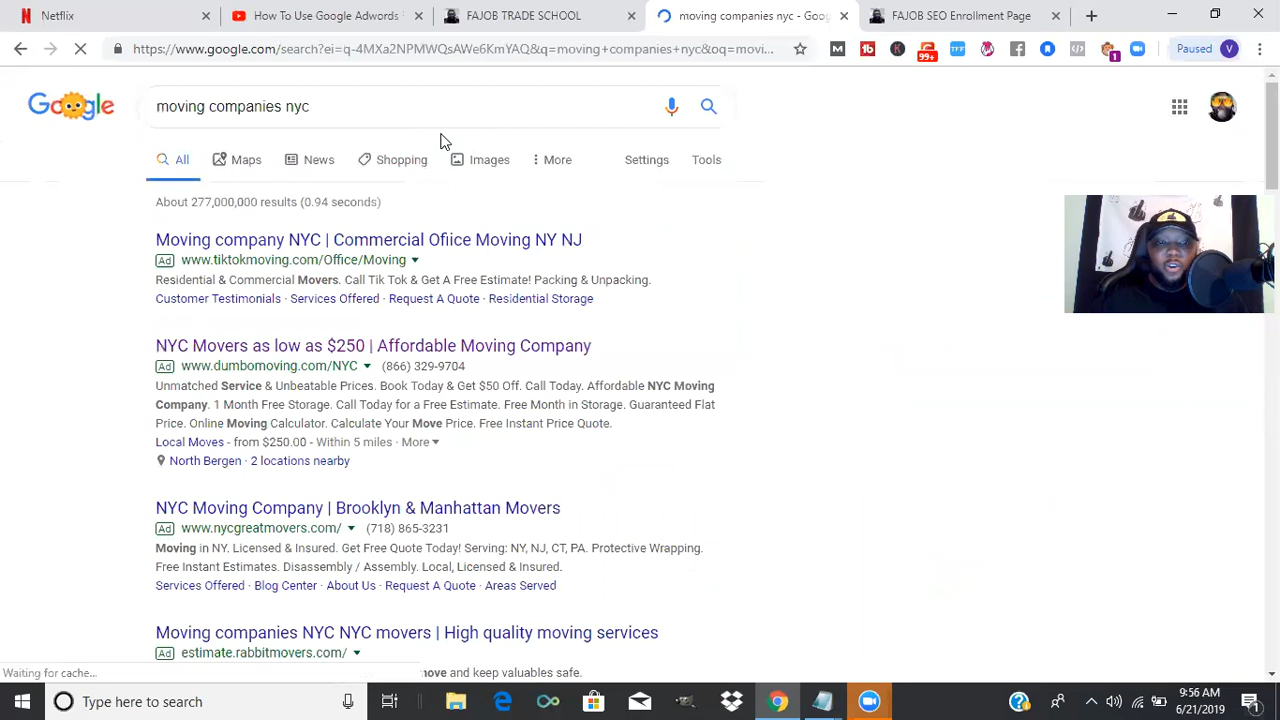 Netflix
How To Use Google Adwords
FAJOB TRADE SCHOOL
moving companies nyc - Goog
FAJOB SEO Enrollment Page
https://www.google.com/search?ei=q-4MXa2NPMWQsAWe6KmYAQ&q=moving+companies+nyc&oq=movi...
99+
1
Paused
V
Google
moving companies nyc
All
Maps
News
Shopping
Images
More
Settings
Tools
About 277,000,000 results (0.94 seconds)
Moving company NYC | Commercial Ofiice Moving NY NJ
Ad www.tiktokmoving.com/Office/Moving
Residential & Commercial Movers. Call Tik Tok & Get A Free Estimate! Packing & Unpacking.
Customer Testimonials · Services Offered · Request A Quote · Residential Storage
NYC Movers as low as $250 | Affordable Moving Company
Ad www.dumbomoving.com/NYC (866) 329-9704
Unmatched Service & Unbeatable Prices. Book Today & Get $50 Off. Call Today. Affordable NYC Moving
Company. 1 Month Free Storage. Call Today for a Free Estimate. Free Month in Storage. Guaranteed Flat
Price. Online Moving Calculator. Calculate Your Move Price. Free Instant Price Quote.
Local Moves - from $250.00 - Within 5 miles · More
North Bergen · 2 locations nearby
NYC Moving Company | Brooklyn & Manhattan Movers
Ad www.nycgreatmovers.com/ (718) 865-3231
Moving in NY. Licensed & Insured. Get Free Quote Today! Serving: NY, NJ, CT, PA. Protective Wrapping.
Free Instant Estimates. Disassembly / Assembly. Local, Licensed & Insured.
Services Offered · Blog Center · About Us · Request A Quote · Areas Served
Moving companies NYC NYC movers | High quality moving services
Ad estimate.rabbitmovers.com/
move and keep valuables safe.
Waiting for cache...
Type here to search
9:56 AM
6/21/2019